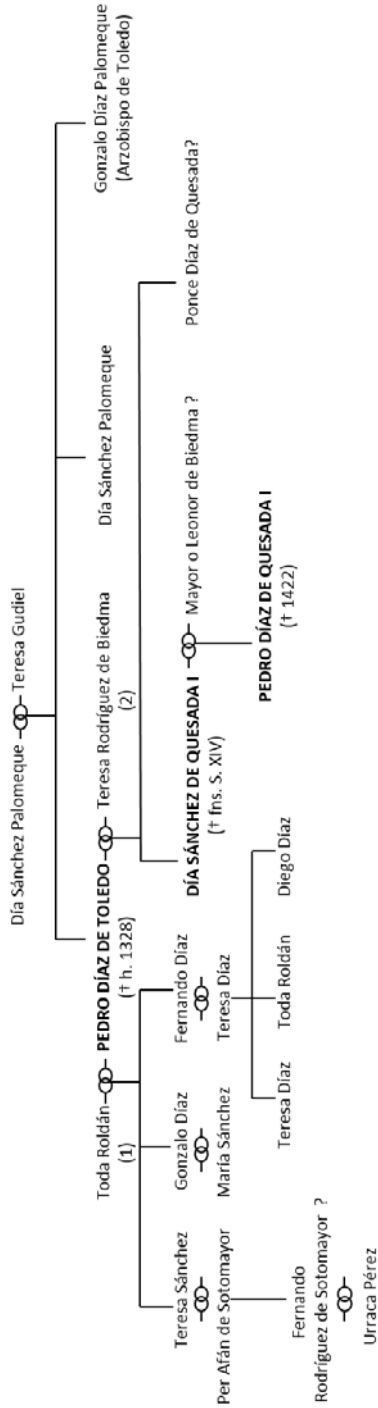 Día Sánchez Palomeque Teresa Gudiel
Toda Roldán PEDRO DÍAZ DE TOLEDO Teresa Rodríguez de Biedma Día Sánchez Palomeque Gonzalo Díaz Palomeque
(1) († h. 1328) (2) (Arzobispo de Toledo)
Teresa Sánchez Gonzalo Díaz Fernando Díaz DÍA SÁNCHEZ DE QUESADA I Mayor o Leonor de Biedma ? Ponce Díaz de Quesada?
(† fns. S. XIV)
Per Afán de Sotomayor María Sánchez Teresa Díaz
PEDRO DÍAZ DE QUESADA I
(† 1422)
Fernando
Rodríguez de Sotomayor ? Teresa Díaz Toda Roldán Diego Díaz
Urraca Pérez